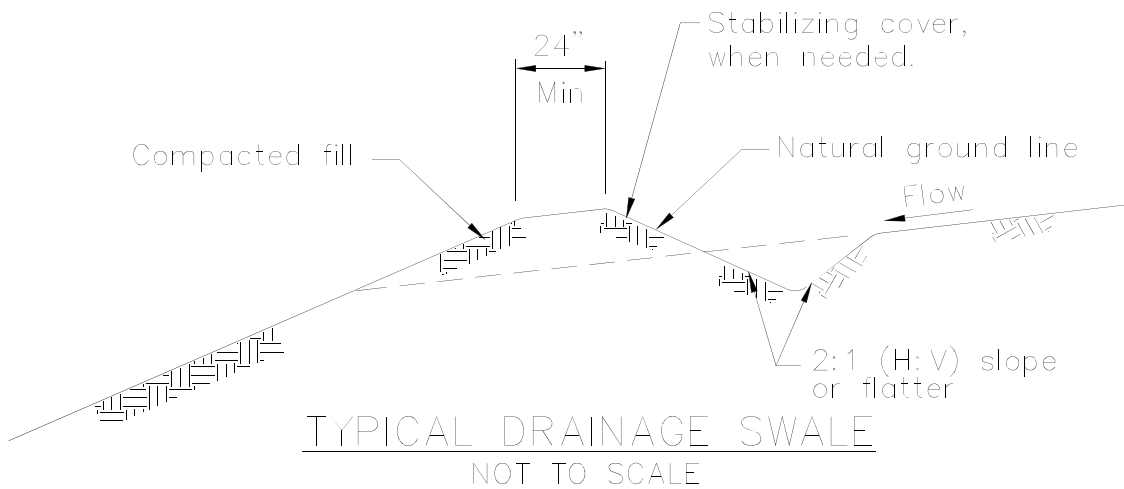 Stabilizing cover,
when needed.
24"
Min
Compacted fill
Natural ground line
Flow
2:1 (H:V) slope
or flatter
TYPICAL DRAINAGE SWALE
NOT TO SCALE